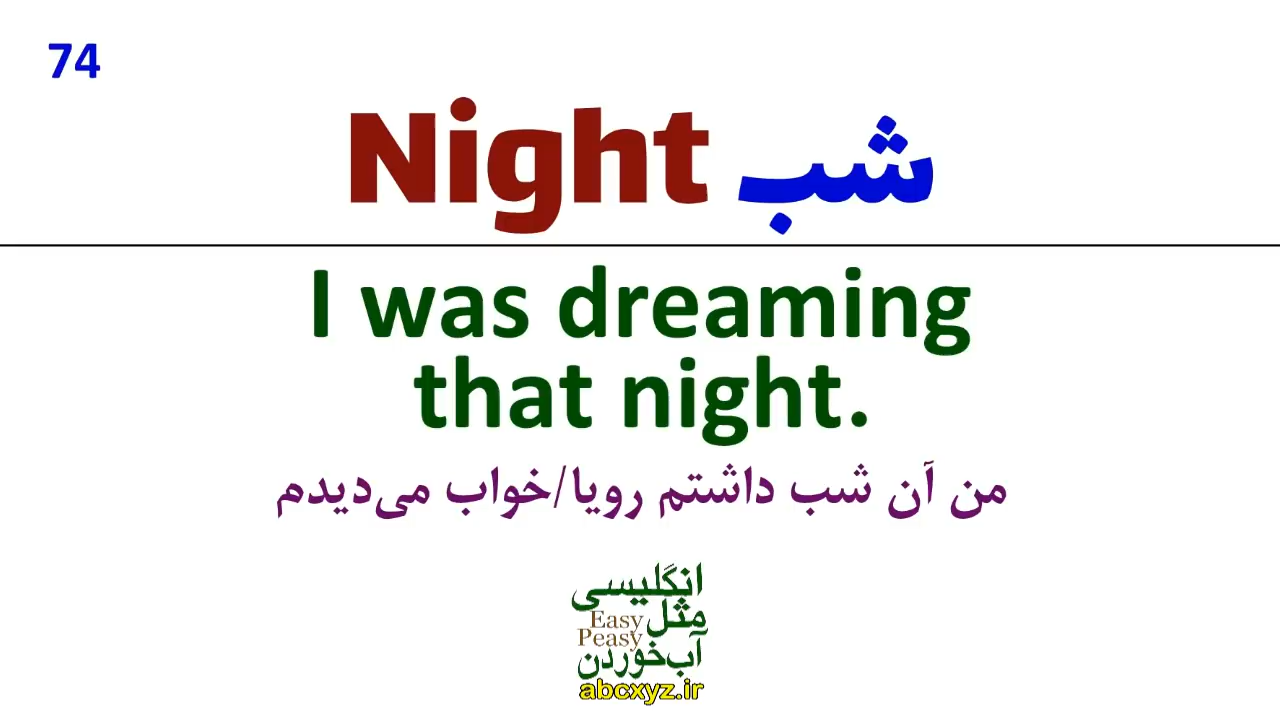 74
Night شب
I was dreaming
that night.
من آن شب داشتم رویا/خواب می‌دیدم
انگلیسی
مثل Easy
Peasy
آب‌خوردن
abcxyz.ir